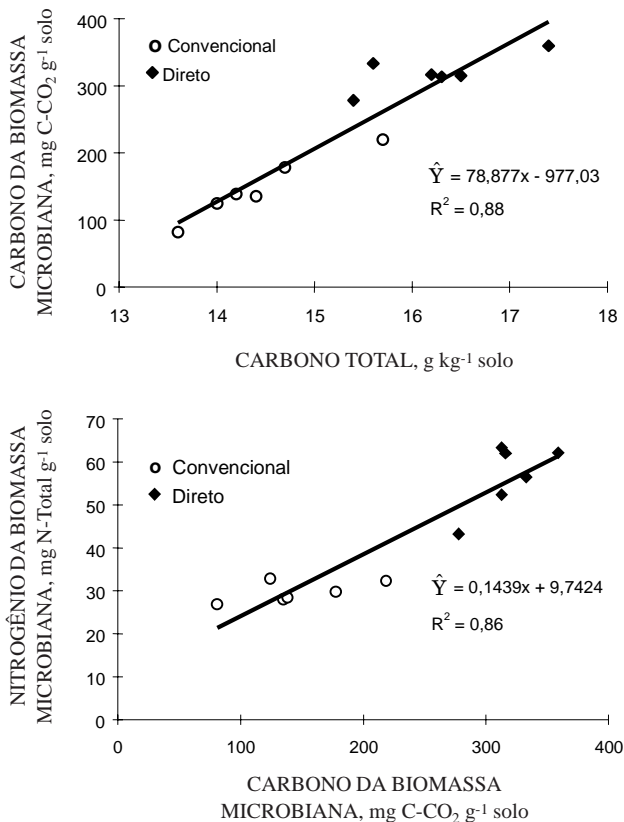 CARBONO DA BIOMASSA
MICROBIANA, mg C-CO₂ g⁻¹ solo
400
300
200
100
0
Convencional
Direto
Ŷ = 78,877x - 977,03
R² = 0,88
13 14 15 16 17 18
CARBONO TOTAL, g kg⁻¹ solo
NITROGÊNIO DA BIOMASSA
MICROBIANA, mg N-Total g⁻¹ solo
70
60
50
40
30
20
10
0
Convencional
Direto
Ŷ = 0,1439x + 9,7424
R² = 0,86
0 100 200 300 400
CARBONO DA BIOMASSA
MICROBIANA, mg C-CO₂ g⁻¹ solo